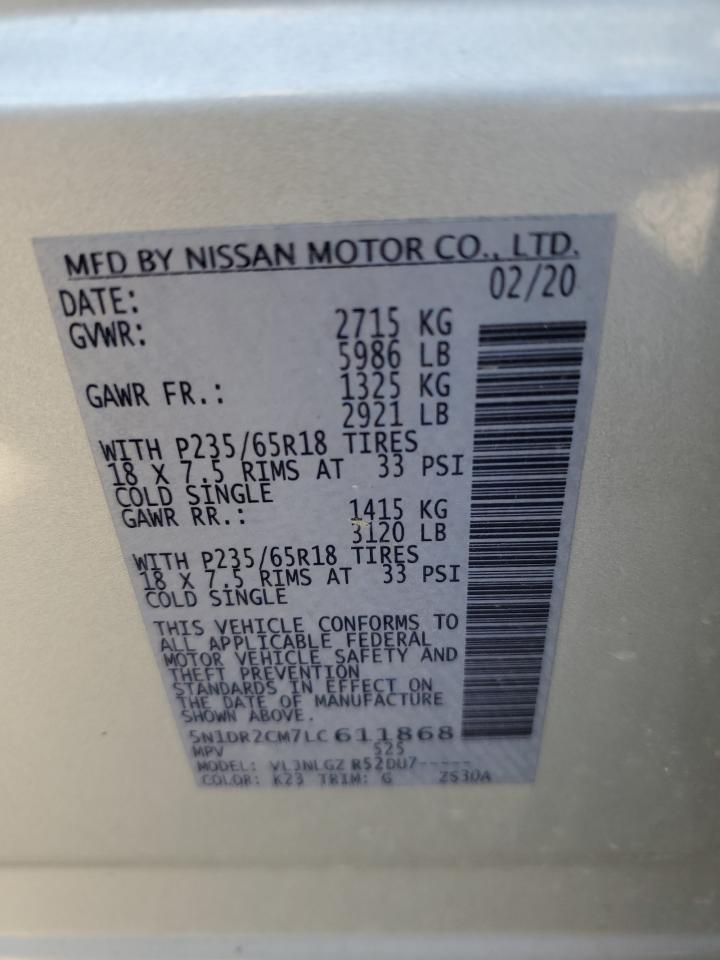 MFD BY NISSAN MOTOR CO., LTD.
DATE: 02/20
GVWR: 2715 KG
5986 LB
GAWR FR.: 1325 KG
2921 LB
WITH P235/65R18 TIRES
18 X 7.5 RIMS AT 33 PSI
COLD SINGLE
GAWR RR.: 1415 KG
3120 LB
WITH P235/65R18 TIRES
18 X 7.5 RIMS AT 33 PSI
COLD SINGLE
THIS VEHICLE CONFORMS TO
ALL APPLICABLE FEDERAL
MOTOR VEHICLE SAFETY AND
THEFT PREVENTION
STANDARDS IN EFFECT ON
THE DATE OF MANUFACTURE
SHOWN ABOVE.
5N1DR2CM7LC611868
MPV 525
MODEL: R52DU7-----
COLOR: K23 TRIM: G